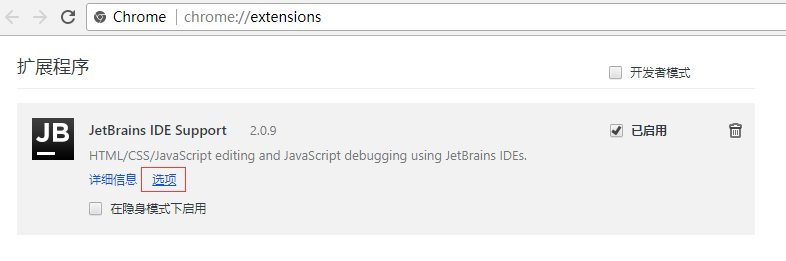 Chrome chrome://extensions
扩展程序
开发者模式
JB
JetBrains IDE Support 2.0.9
已启用
HTML/CSS/JavaScript editing and JavaScript debugging using JetBrains IDEs.
详细信息 选项
在隐身模式下启用